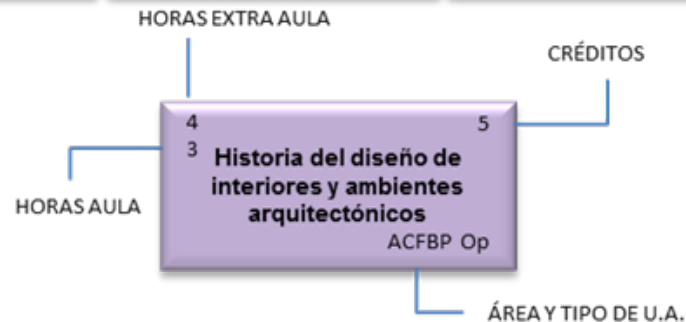 HORAS EXTRA AULA
CRÉDITOS
4
5
3
Historia del diseño de
interiores y ambientes
arquitectónicos
HORAS AULA
ACFBP Op
ÁREA Y TIPO DE U.A.